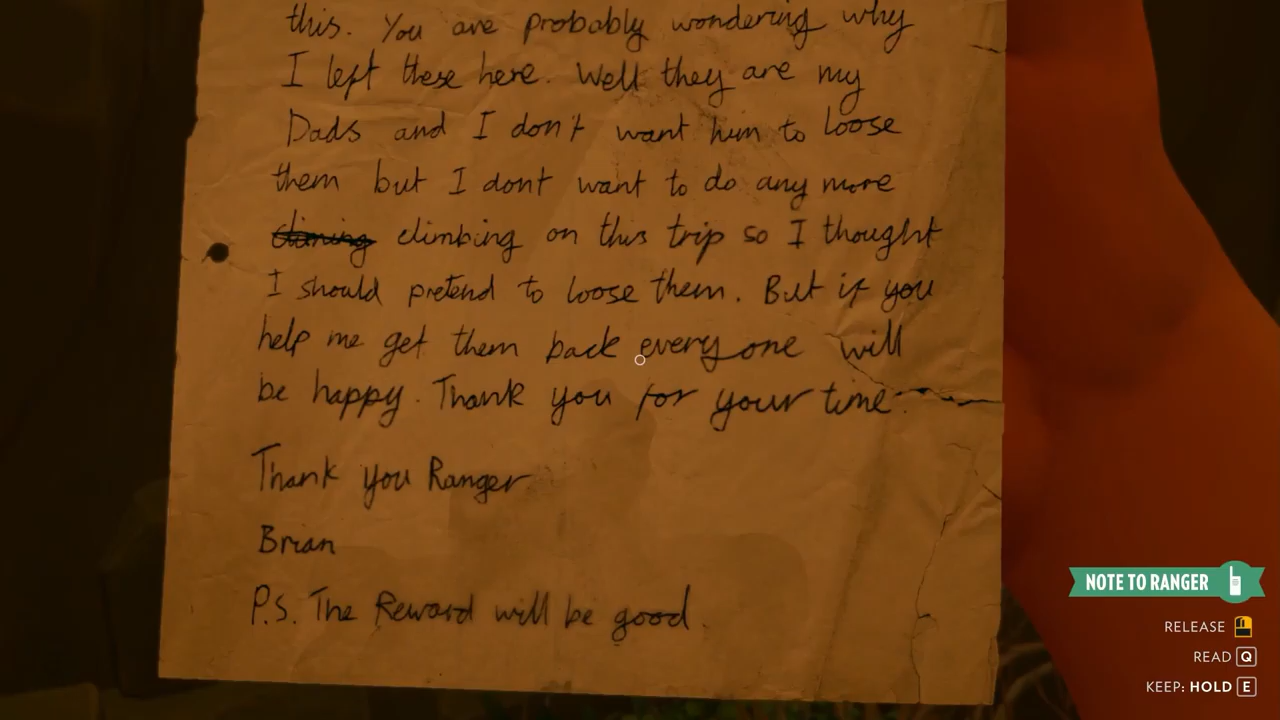 this. You are probably wondering why
I left these here. Well they are my
Dads and I don't want him to loose
them but I dont want to do any more
climing climbing on this trip so I thought
I should pretend to loose them. But if you
help me get them back every one will
be happy. Thank you for your time.
Thank you Ranger
Brian
P.S. The Reward will be good.
NOTE TO RANGER
RELEASE
READ Q
KEEP: HOLD E